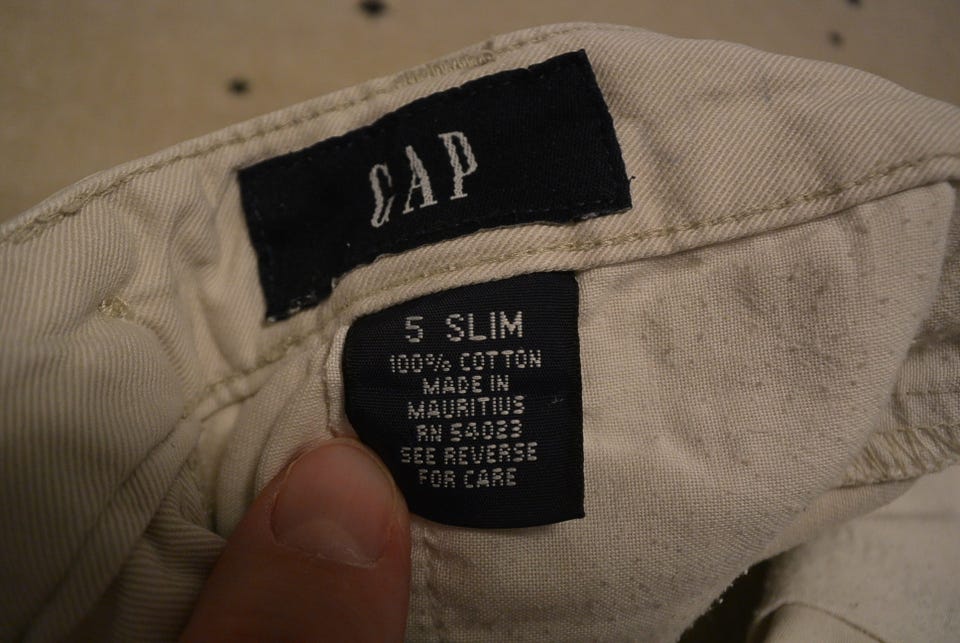 GAP
5 SLIM
100% COTTON
MADE IN
MAURITIUS
RN 54023
SEE REVERSE
FOR CARE